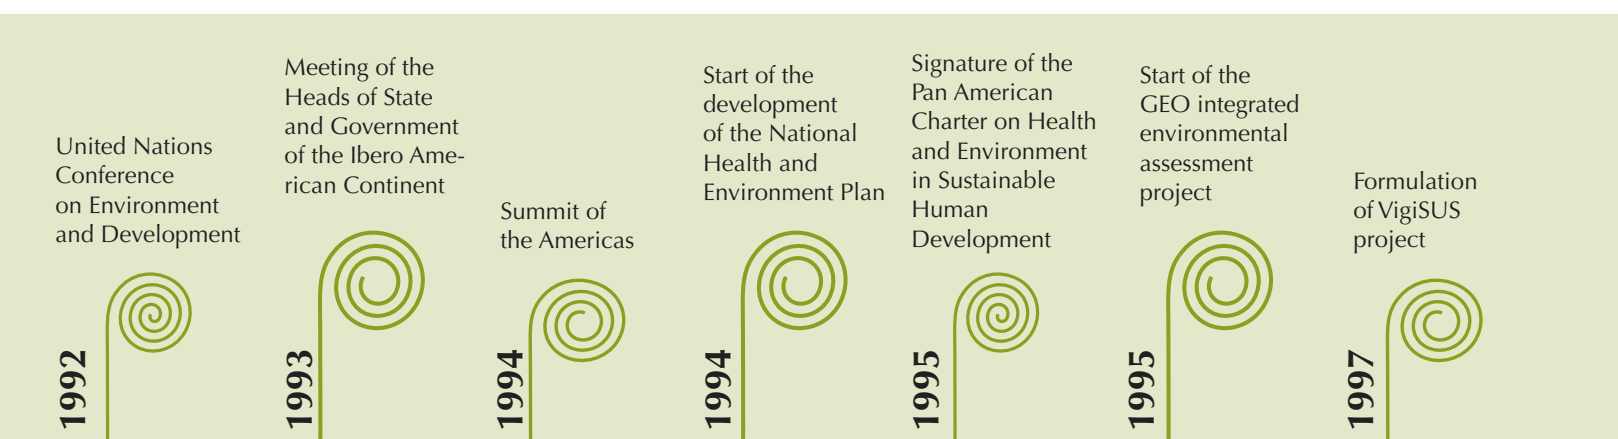 United Nations
Conference
on Environment
and Development
1992
Meeting of the
Heads of State
and Government
of the Ibero Ame-
rican Continent
1993
Summit of
the Americas
1994
Start of the
development
of the National
Health and
Environment Plan
1994
Signature of the
Pan American
Charter on Health
and Environment
in Sustainable
Human
Development
1995
Start of the
GEO integrated
environmental
assessment
project
1995
Formulation
of VigiSUS
project
1997